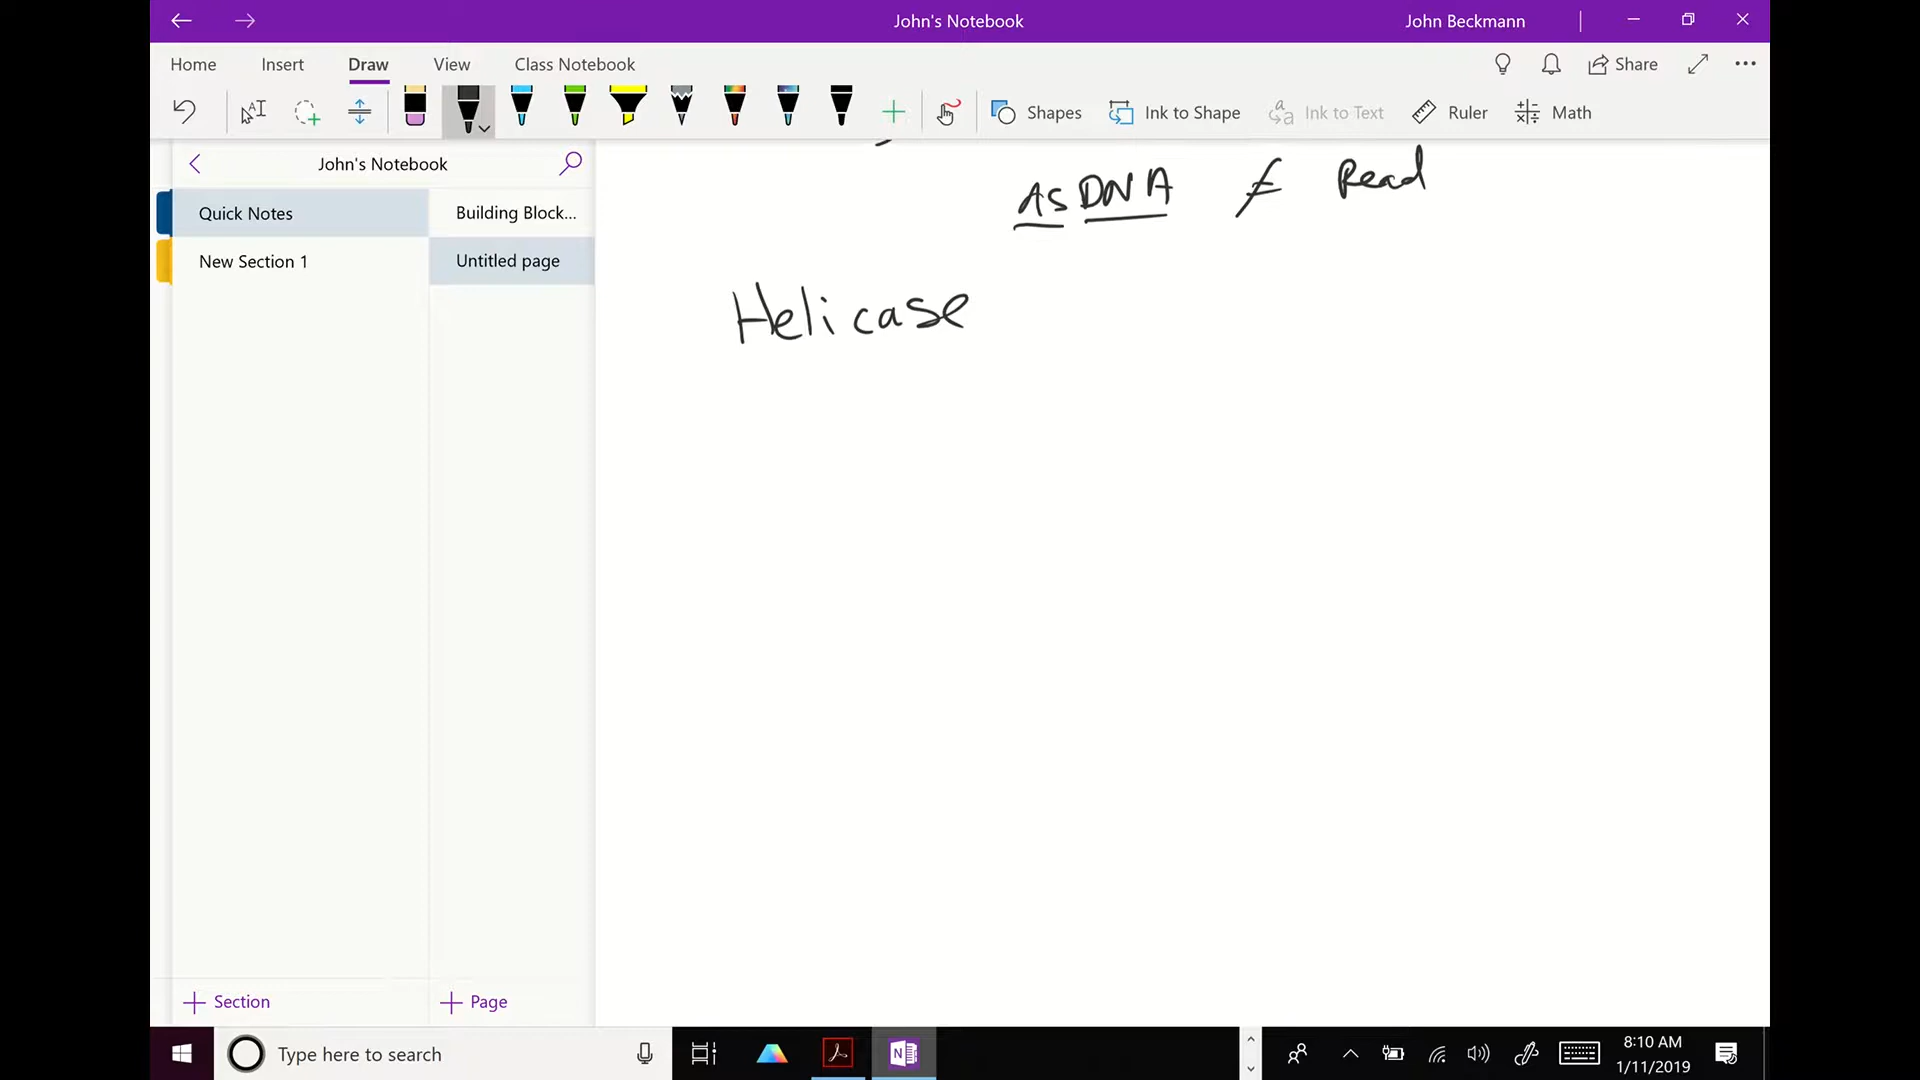 John's Notebook
John Beckmann
Home Insert Draw View Class Notebook
Share
Shapes Ink to Shape Ink to Text Ruler Math
John's Notebook
Quick Notes
New Section 1
Building Block...
Untitled page
AS DNA ≠ Read
Helicase
+ Section
+ Page
Type here to search
8:10 AM
1/11/2019